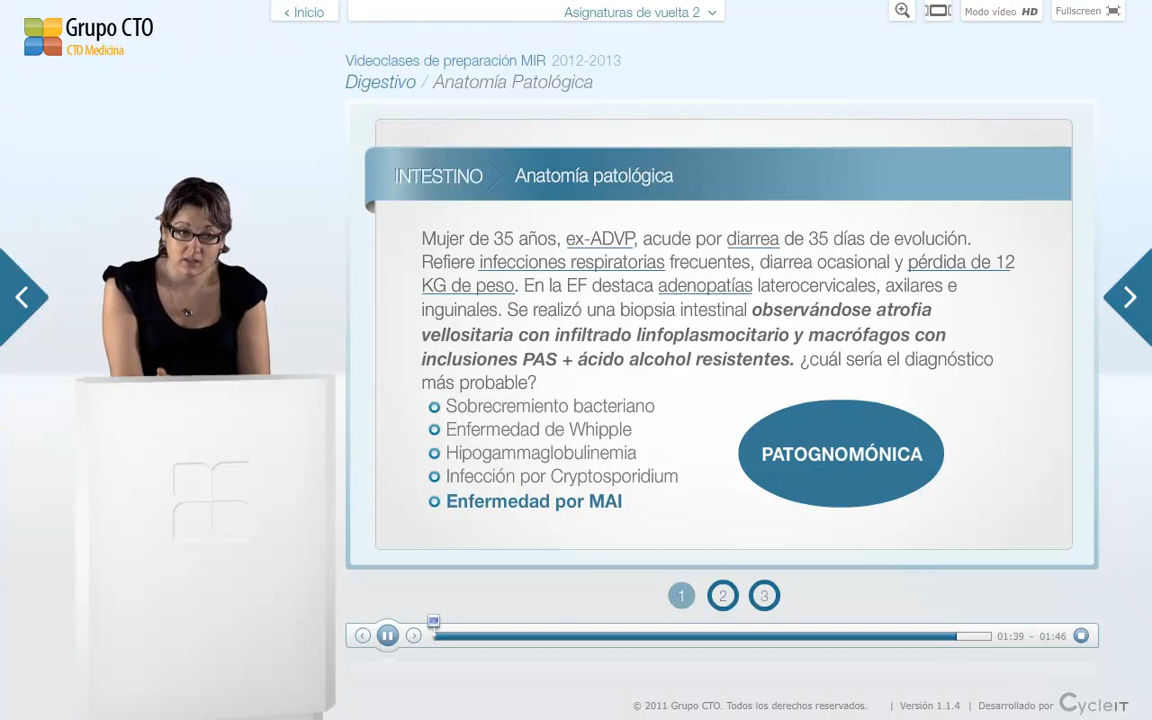 Grupo CTO
CTO Medicina
‹ Inicio
Asignaturas de vuelta 2
Modo vídeo HD
Fullscreen
Videoclases de preparación MIR 2012-2013
Digestivo / Anatomía Patológica
INTESTINO Anatomía patológica
Mujer de 35 años, ex-ADVP, acude por diarrea de 35 días de evolución.
Refiere infecciones respiratorias frecuentes, diarrea ocasional y pérdida de 12
KG de peso. En la EF destaca adenopatías laterocervicales, axilares e
inguinales. Se realizó una biopsia intestinal observándose atrofia
vellositaria con infiltrado linfoplasmocitario y macrófagos con
inclusiones PAS + ácido alcohol resistentes. ¿cuál sería el diagnóstico
más probable?
Sobrecremiento bacteriano
Enfermedad de Whipple
Hipogammaglobulinemia
Infección por Cryptosporidium
Enfermedad por MAI
PATOGNOMÓNICA
1 2 3
01:39 - 01:46
© 2011 Grupo CTO. Todos los derechos reservados. | Versión 1.1.4 | Desarrollado por CycleIT